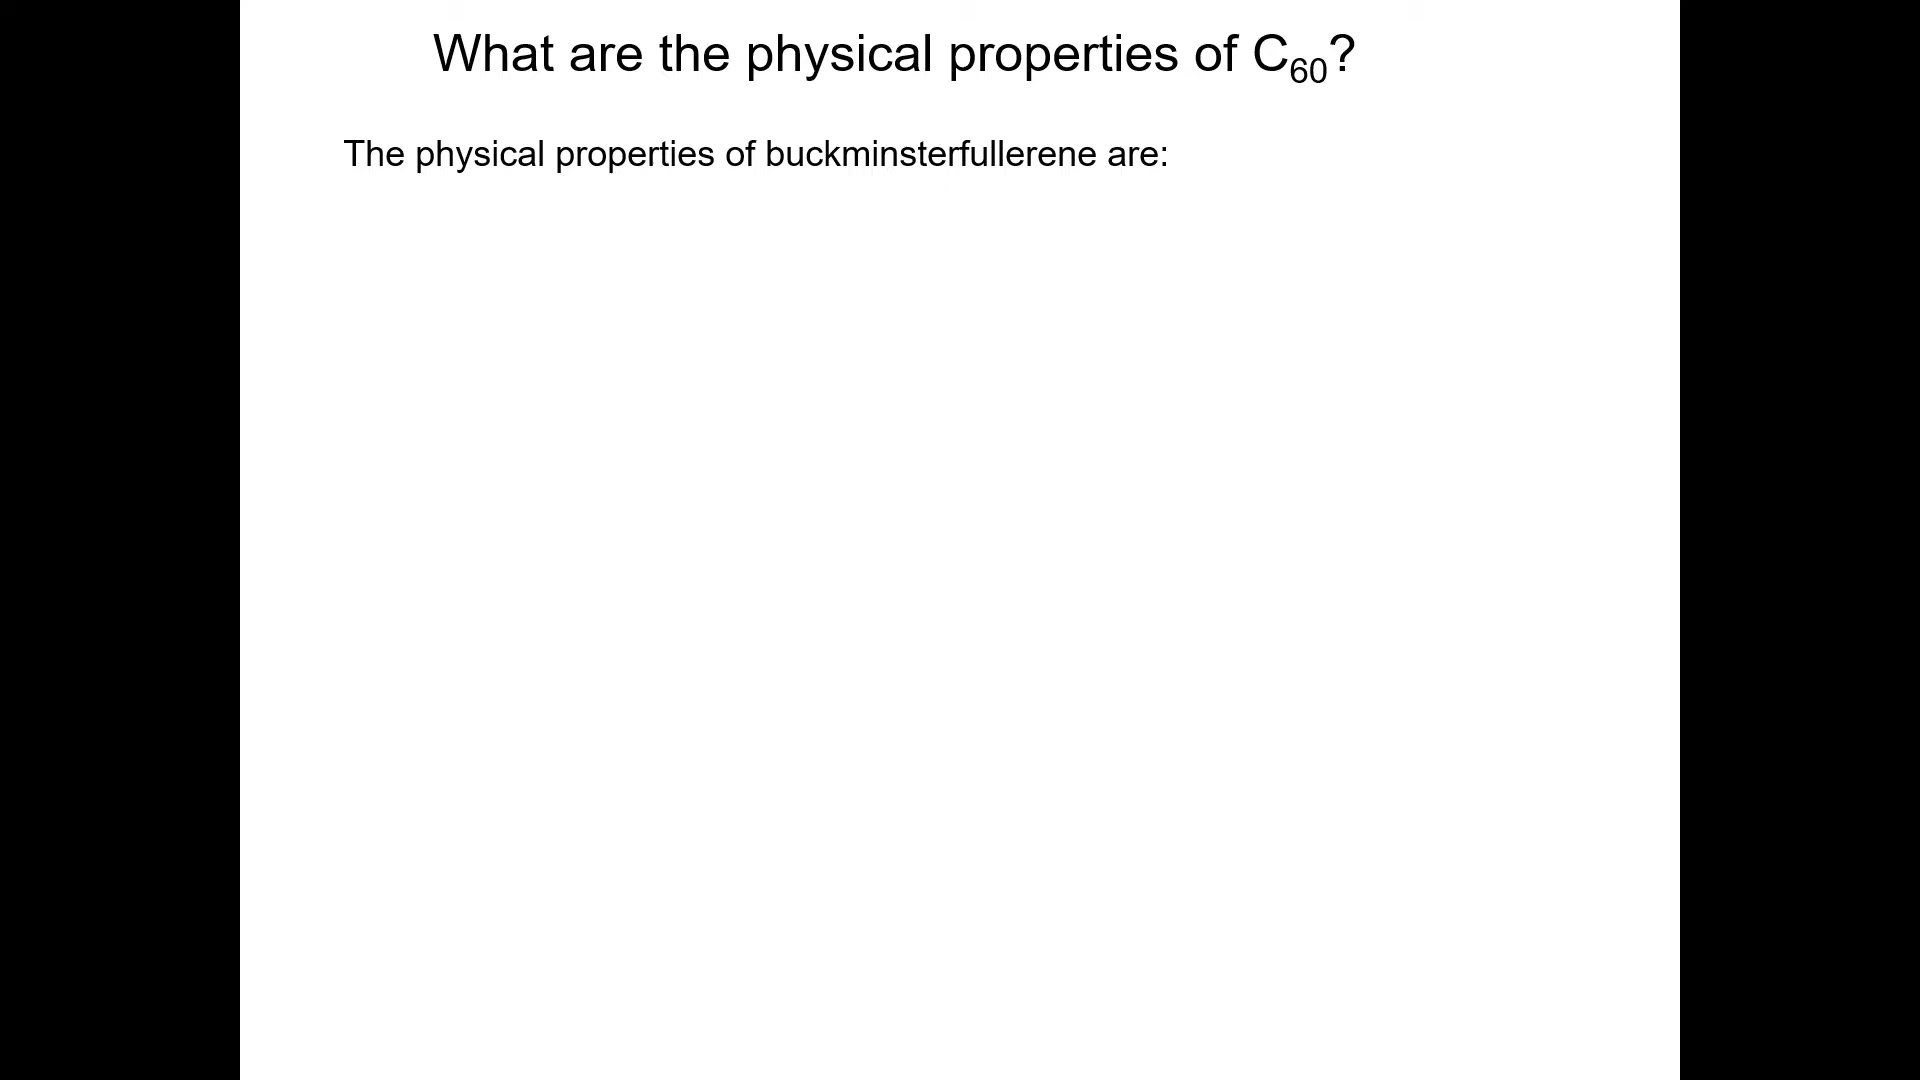 What are the physical properties of C₆₀?
The physical properties of buckminsterfullerene are: